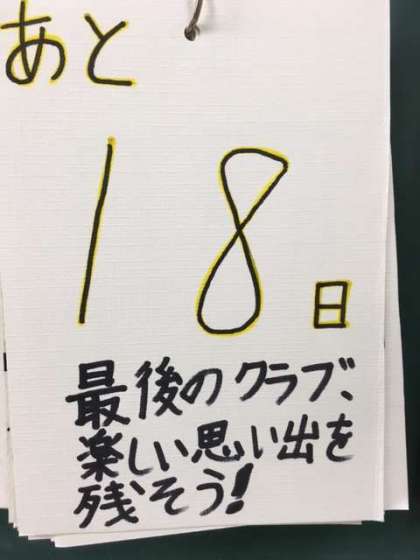 あと
18日
最後のクラブ、
楽しい思い出を
残そう!